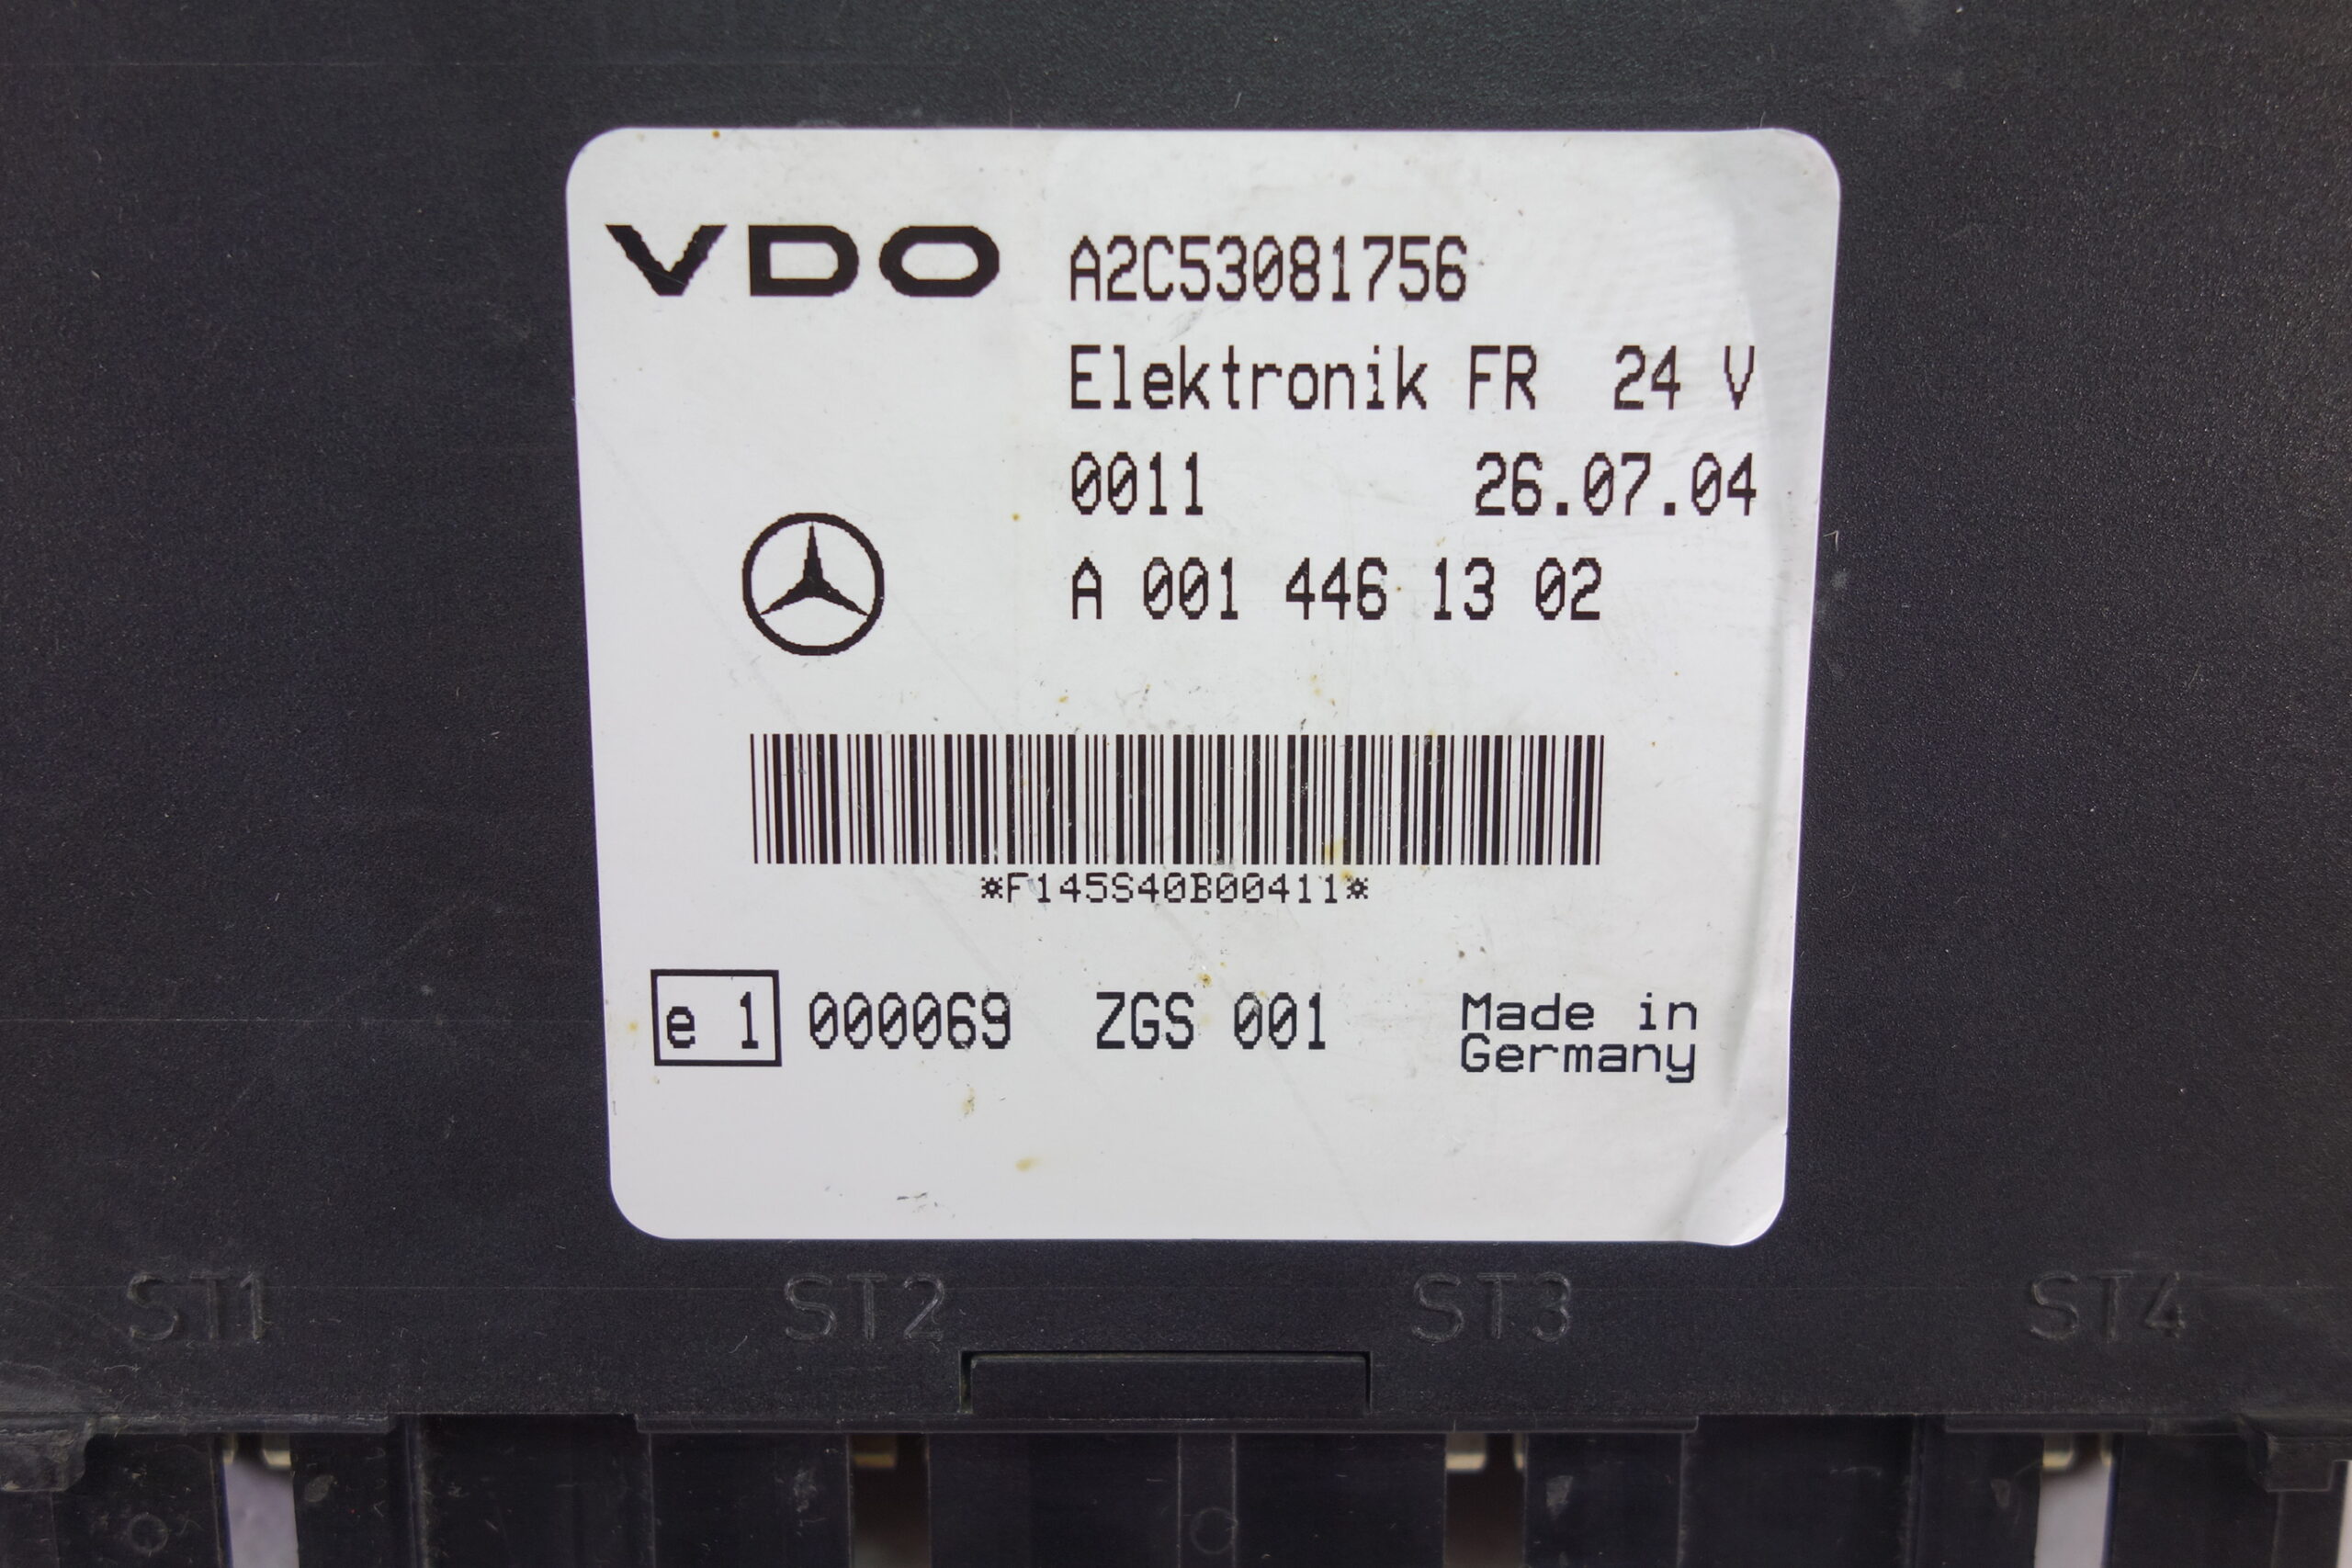 VDO A2C53081756
Elektronik FR 24 V
0011 26.07.04
A 001 446 13 02
*F145S40B00411*
e 1 000069 ZGS 001 Made in
Germany
ST1 ST2 ST3 ST4